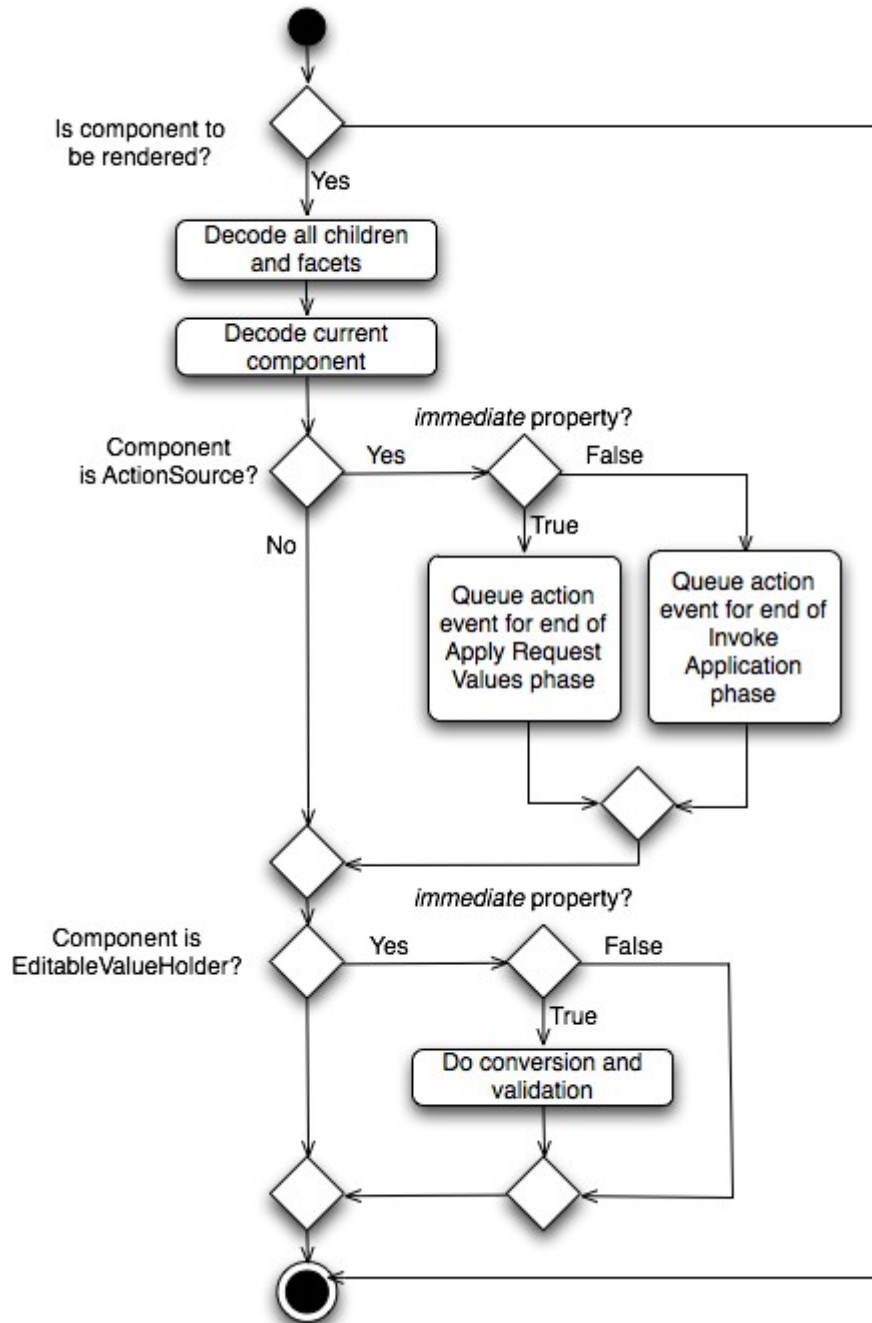 Is component to
be rendered?
Yes
Decode all children
and facets
Decode current
component
immediate property?
Component
is ActionSource?
Yes
False
True
No
Queue action
event for end of
Apply Request
Values phase
Queue action
event for end of
Invoke
Application
phase
immediate property?
Component is
EditableValueHolder?
Yes
False
True
Do conversion and
validation